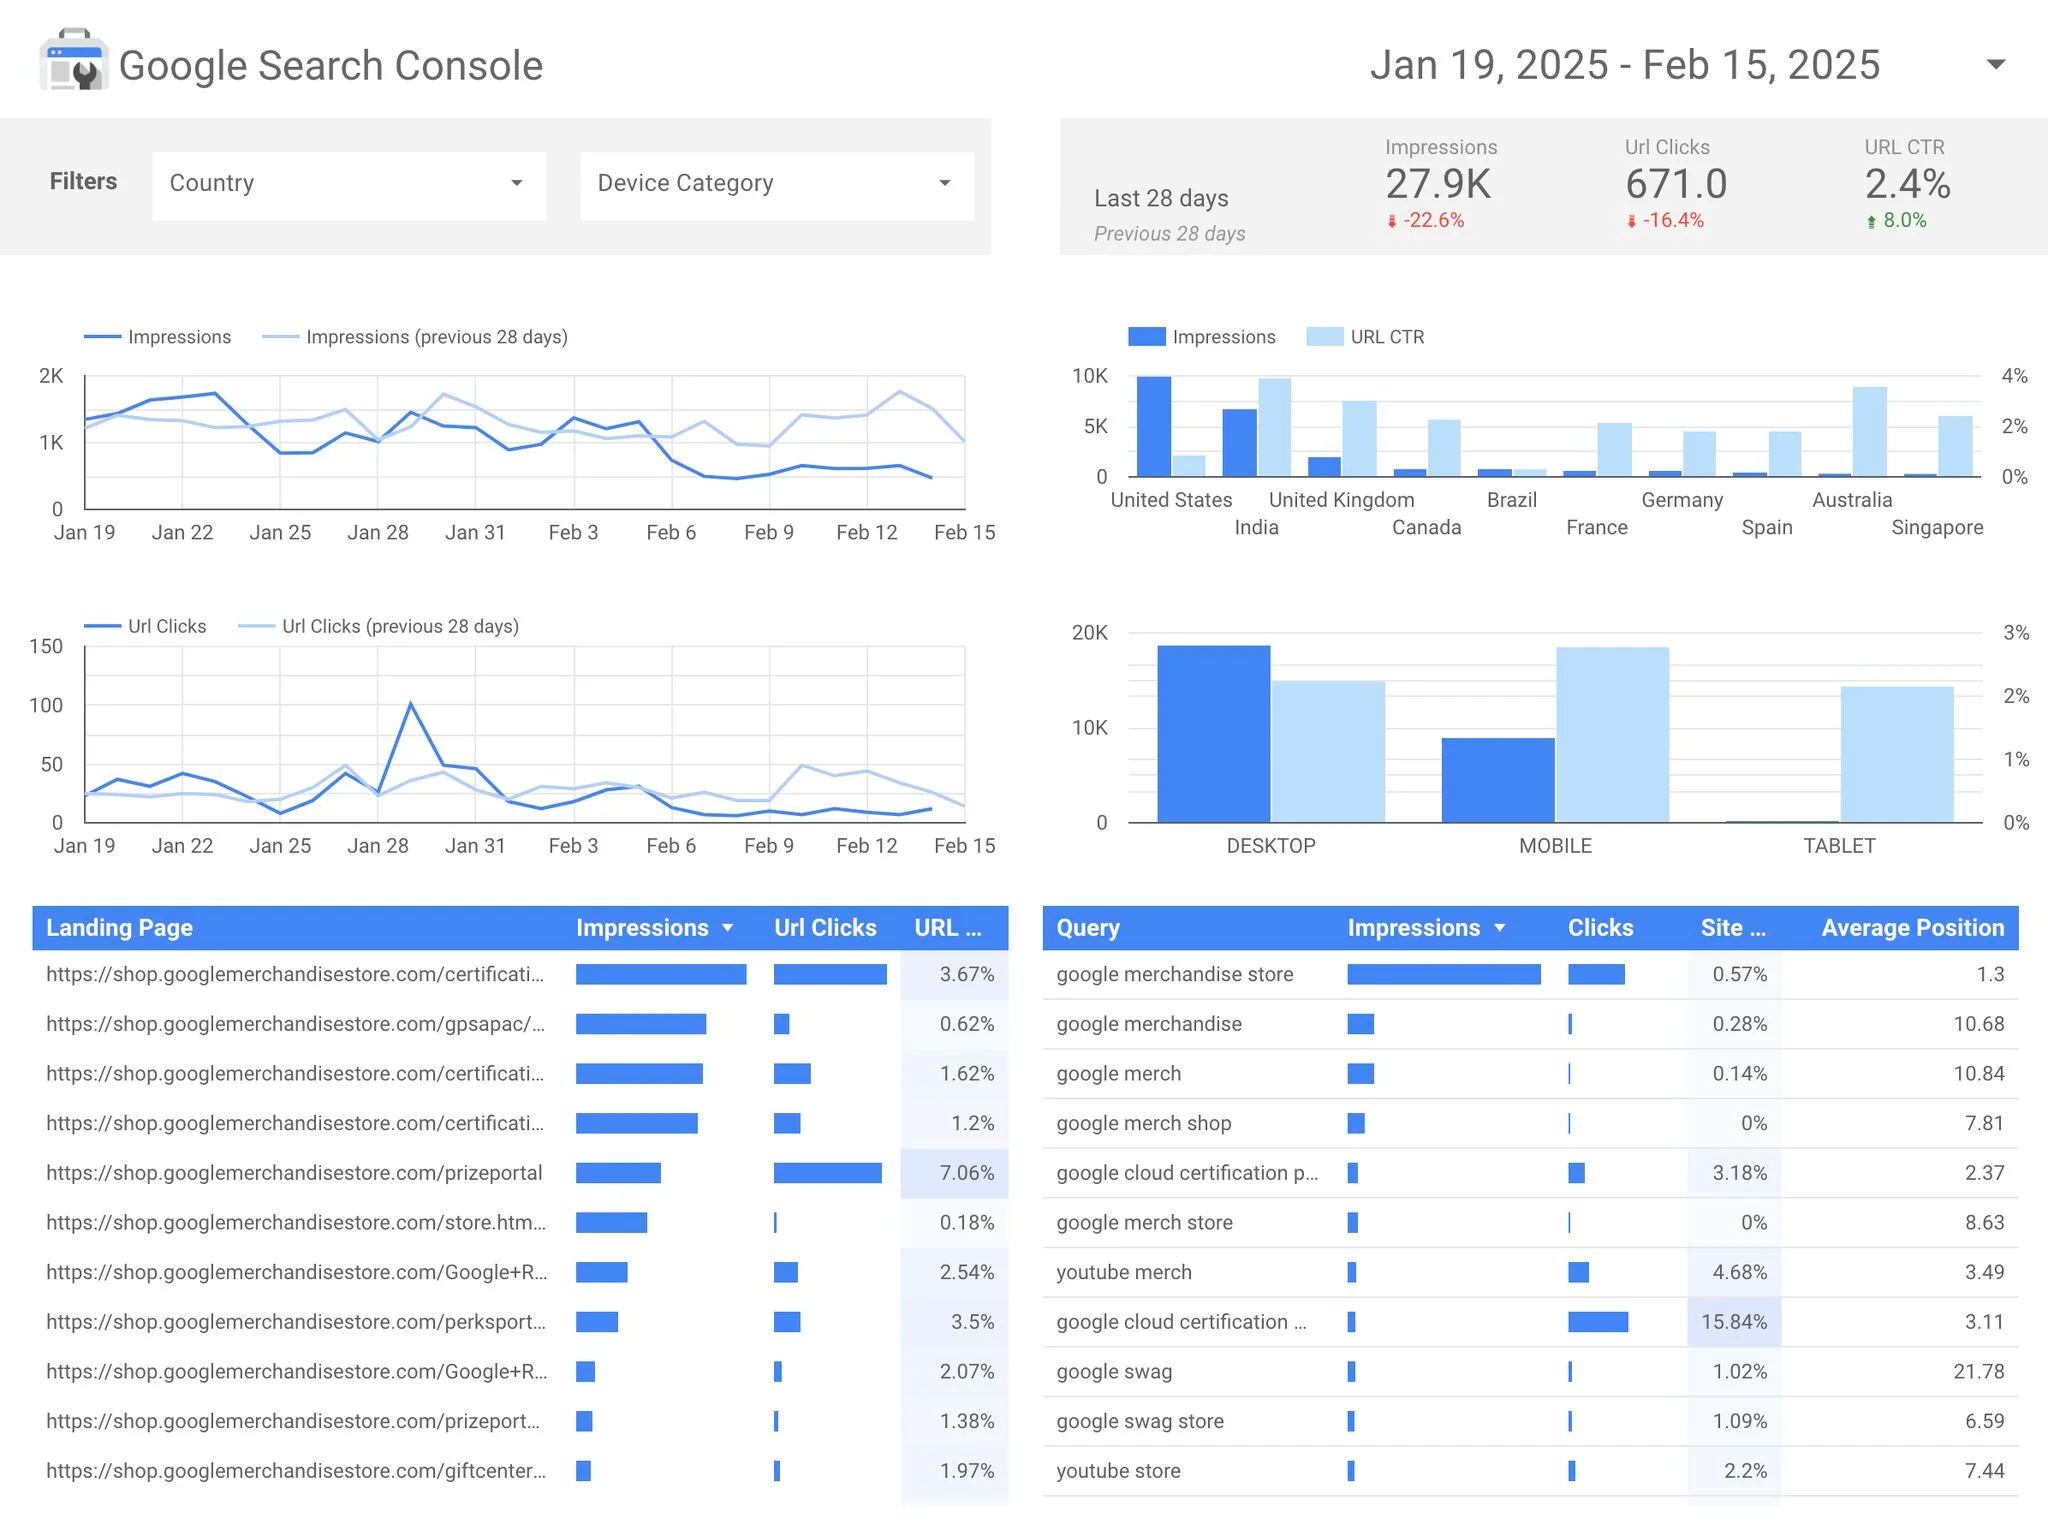 Google Search Console
Jan 19, 2025 - Feb 15, 2025
Filters
Country
Device Category
Last 28 days
Previous 28 days
Impressions
27.9K
-22.6%
Url Clicks
671.0
-16.4%
URL CTR
2.4%
8.0%
Impressions
Impressions (previous 28 days)
2K
1K
0
Jan 19 Jan 22 Jan 25 Jan 28 Jan 31 Feb 3 Feb 6 Feb 9 Feb 12 Feb 15
Impressions
URL CTR
10K 4%
5K 2%
0 0%
United States United Kingdom Brazil Germany Australia
India Canada France Spain Singapore
Url Clicks
Url Clicks (previous 28 days)
150
100
50
0
Jan 19 Jan 22 Jan 25 Jan 28 Jan 31 Feb 3 Feb 6 Feb 9 Feb 12 Feb 15
20K 3%
2%
10K
1%
0 0%
DESKTOP MOBILE TABLET
Landing Page Impressions Url Clicks URL ...
https://shop.googlemerchandisestore.com/certificati... 3.67%
https://shop.googlemerchandisestore.com/gpsapac/... 0.62%
https://shop.googlemerchandisestore.com/certificati... 1.62%
https://shop.googlemerchandisestore.com/certificati... 1.2%
https://shop.googlemerchandisestore.com/prizeportal 7.06%
https://shop.googlemerchandisestore.com/store.htm... 0.18%
https://shop.googlemerchandisestore.com/Google+R... 2.54%
https://shop.googlemerchandisestore.com/perksport... 3.5%
https://shop.googlemerchandisestore.com/Google+R... 2.07%
https://shop.googlemerchandisestore.com/prizeport... 1.38%
https://shop.googlemerchandisestore.com/giftcenter... 1.97%
Query Impressions Clicks Site ... Average Position
google merchandise store 0.57% 1.3
google merchandise 0.28% 10.68
google merch 0.14% 10.84
google merch shop 0% 7.81
google cloud certification p... 3.18% 2.37
google merch store 0% 8.63
youtube merch 4.68% 3.49
google cloud certification ... 15.84% 3.11
google swag 1.02% 21.78
google swag store 1.09% 6.59
youtube store 2.2% 7.44